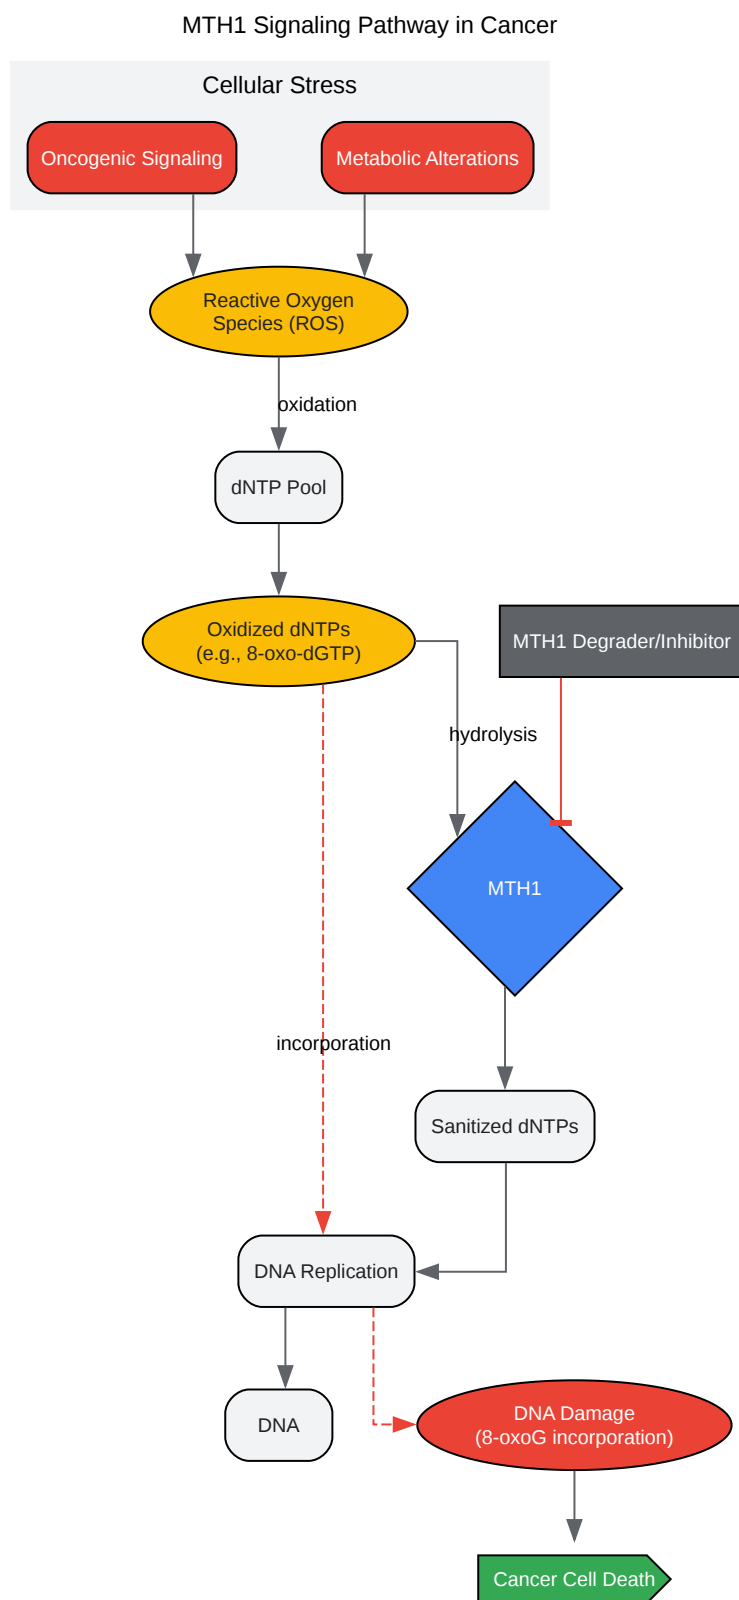 MTH1 Signaling Pathway in Cancer
Cellular Stress
Oncogenic Signaling
Metabolic Alterations
Reactive Oxygen
Species (ROS)
oxidation
dNTP Pool
Oxidized dNTPs
(e.g., 8-oxo-dGTP)
MTH1 Degrader/Inhibitor
hydrolysis
MTH1
incorporation
Sanitized dNTPs
DNA Replication
DNA
DNA Damage
(8-oxoG incorporation)
Cancer Cell Death